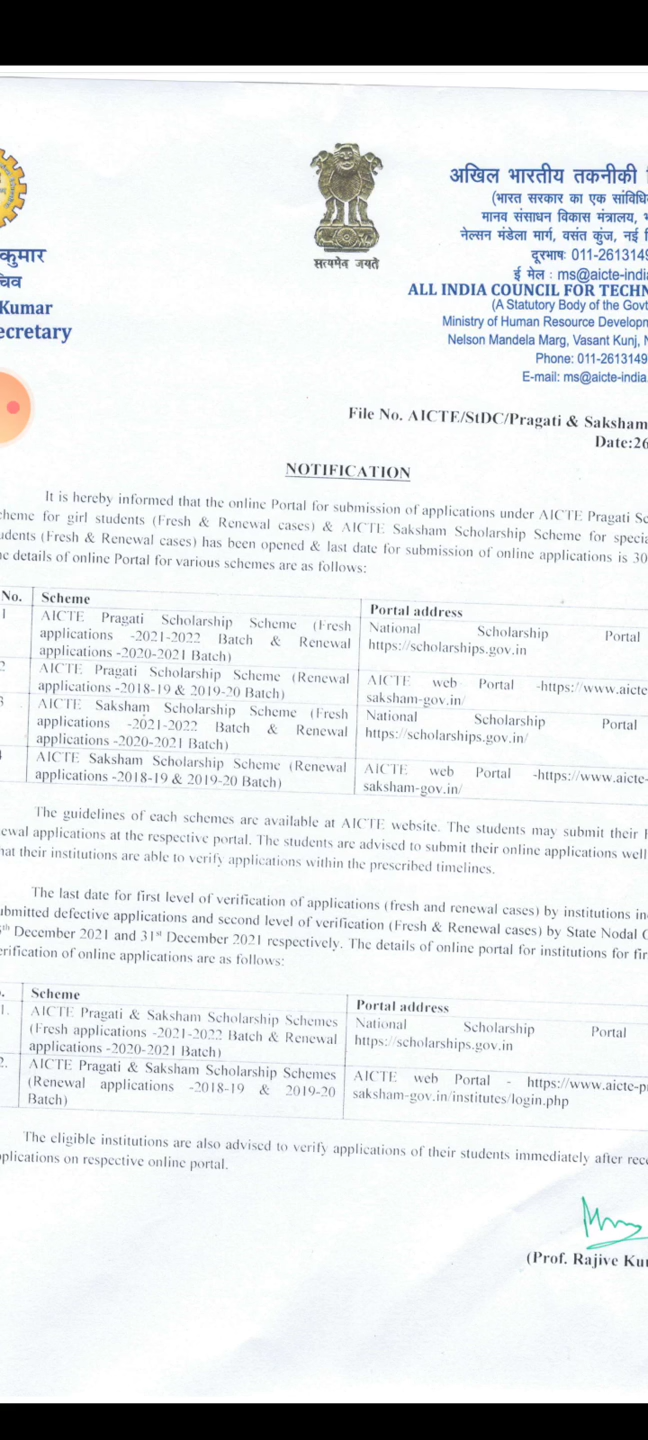 कुमार
चिव
Kumar
ecretary
सत्यमेव जयते
अखिल भारतीय तकनीकी
(भारत सरकार का एक सांविधि
मानव संसाधन विकास मंत्रालय,
नेल्सन मंडेला मार्ग, वसंत कुंज, नई
दूरभाषः 011-2613149
ई मेल : ms@aicte-india
ALL INDIA COUNCIL FOR TECHN
(A Statutory Body of the Govt
Ministry of Human Resource Developm
Nelson Mandela Marg, Vasant Kunj, N
Phone: 011-2613149
E-mail: ms@aicte-india.
File No. AICTE/StDC/Pragati & Saksham
Date:26
NOTIFICATION
It is hereby informed that the online Portal for submission of applications under AICTE Pragati Sc
cheme for girl students (Fresh & Renewal cases) & AICTE Saksham Scholarship Scheme for specia
udents (Fresh & Renewal cases) has been opened & last date for submission of online applications is 30
he details of online Portal for various schemes are as follows:
No. Scheme Portal address
1 AICTE Pragati Scholarship Scheme (Fresh applications -2021-2022 Batch & Renewal applications -2020-2021 Batch) National Scholarship Portal https://scholarships.gov.in
2 AICTE Pragati Scholarship Scheme (Renewal applications -2018-19 & 2019-20 Batch) AICTE web Portal -https://www.aicte saksham-gov.in/
3 AICTE Saksham Scholarship Scheme (Fresh applications -2021-2022 Batch & Renewal applications -2020-2021 Batch) National Scholarship Portal https://scholarships.gov.in/
4 AICTE Saksham Scholarship Scheme (Renewal applications -2018-19 & 2019-20 Batch) AICTE web Portal -https://www.aicte- saksham-gov.in/
The guidelines of each schemes are available at AICTE website. The students may submit their F
ewal applications at the respective portal. The students are advised to submit their online applications well
hat their institutions are able to verify applications within the prescribed timelines.
The last date for first level of verification of applications (fresh and renewal cases) by institutions in
ubmitted defective applications and second level of verification (Fresh & Renewal cases) by State Nodal O
th December 2021 and 31st December 2021 respectively. The details of online portal for institutions for fir
erification of online applications are as follows:
Scheme Portal address
1. AICTE Pragati & Saksham Scholarship Schemes (Fresh applications -2021-2022 Batch & Renewal applications -2020-2021 Batch) National Scholarship Portal https://scholarships.gov.in
2. AICTE Pragati & Saksham Scholarship Schemes (Renewal applications -2018-19 & 2019-20 Batch) AICTE web Portal - https://www.aicte-p saksham-gov.in/institutes/login.php
The eligible institutions are also advised to verify applications of their students immediately after rece
pplications on respective online portal.
(Prof. Rajive Ku